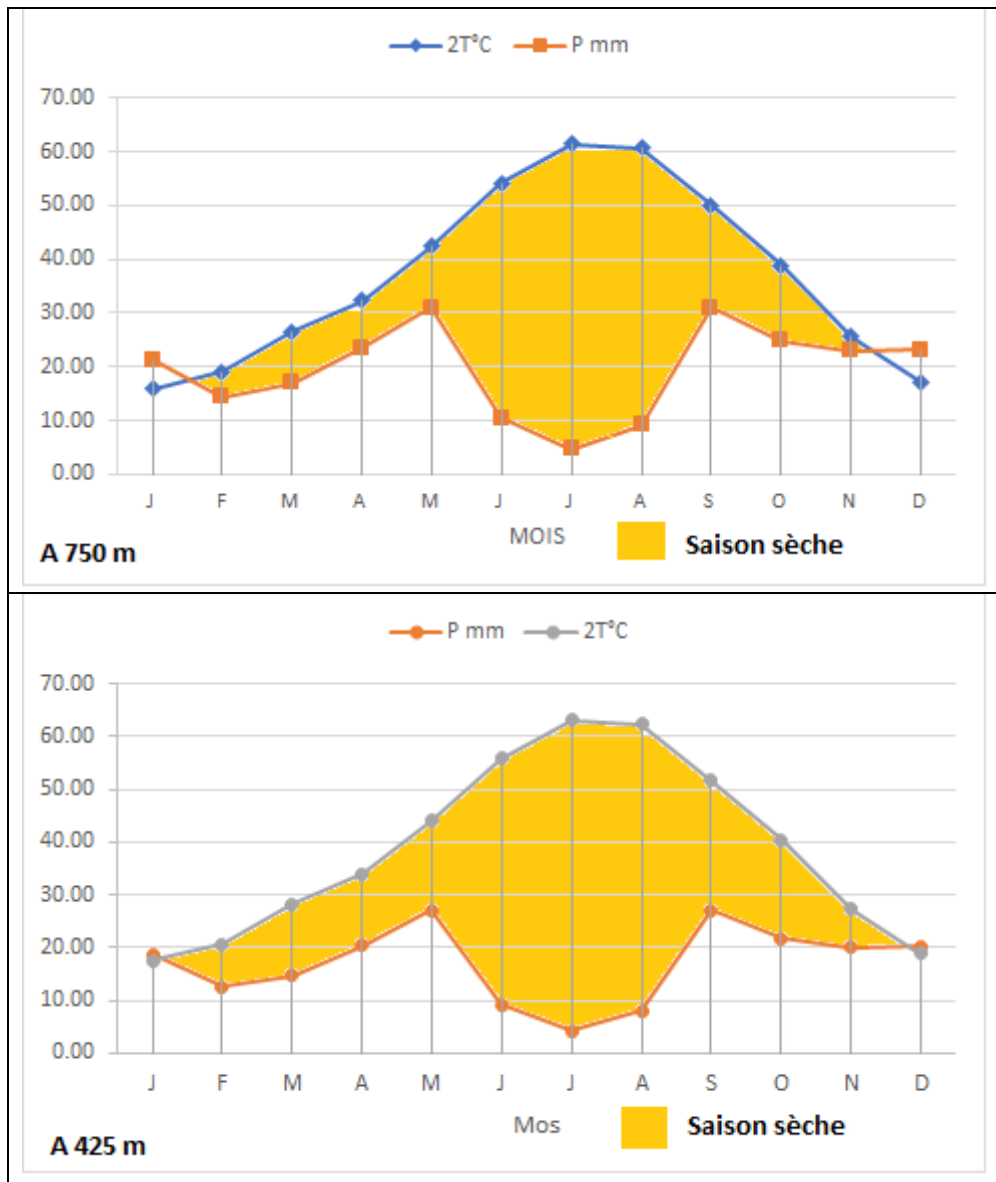 2T°C P mm
70.00
60.00
50.00
40.00
30.00
20.00
10.00
0.00
J F M A M J J A S O N D
MOIS
A 750 m
Saison sèche
P mm 2T°C
70.00
60.00
50.00
40.00
30.00
20.00
10.00
0.00
J F M A M J J A S O N D
Mos
A 425 m
Saison sèche